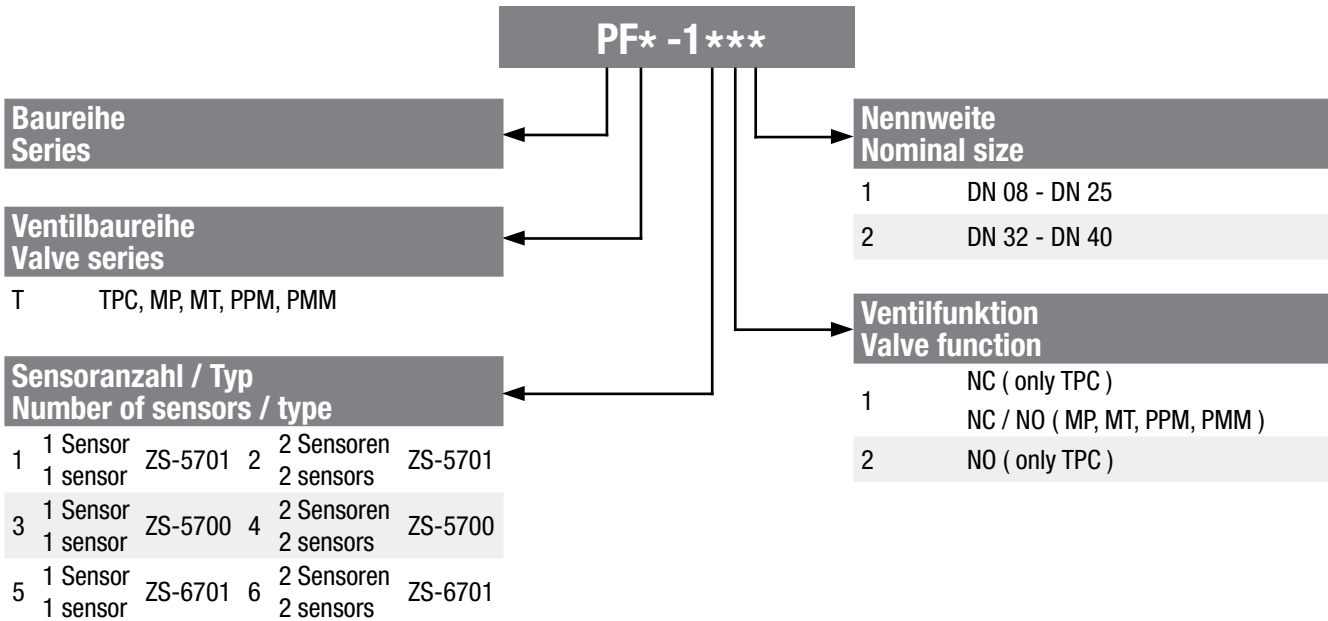 PF* -1***
Baureihe
Series
Ventilbaureihe
Valve series
T TPC, MP, MT, PPM, PMM
Sensoranzahl / Typ
Number of sensors / type
1 1 Sensor ZS-5701 2 2 Sensoren ZS-5701
1 sensor 2 sensors
3 1 Sensor ZS-5700 4 2 Sensoren ZS-5700
1 sensor 2 sensors
5 1 Sensor ZS-6701 6 2 Sensoren ZS-6701
1 sensor 2 sensors
Nennweite
Nominal size
1 DN 08 - DN 25
2 DN 32 - DN 40
Ventilfunktion
Valve function
1 NC ( only TPC )
NC / NO ( MP, MT, PPM, PMM )
2 NO ( only TPC )